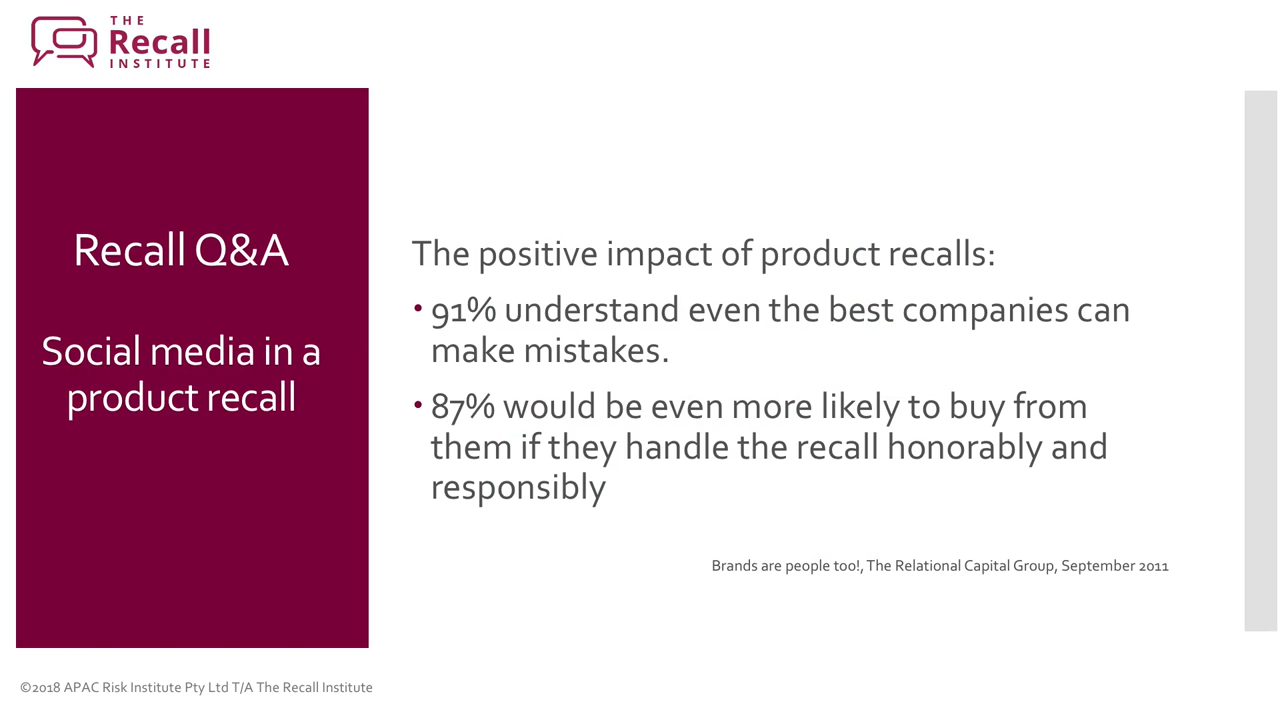 THE
Recall
INSTITUTE
Recall Q&A
Social media in a
product recall
The positive impact of product recalls:
• 91% understand even the best companies can
make mistakes.
• 87% would be even more likely to buy from
them if they handle the recall honorably and
responsibly
Brands are people too!, The Relational Capital Group, September 2011
©2018 APAC Risk Institute Pty Ltd T/A The Recall Institute